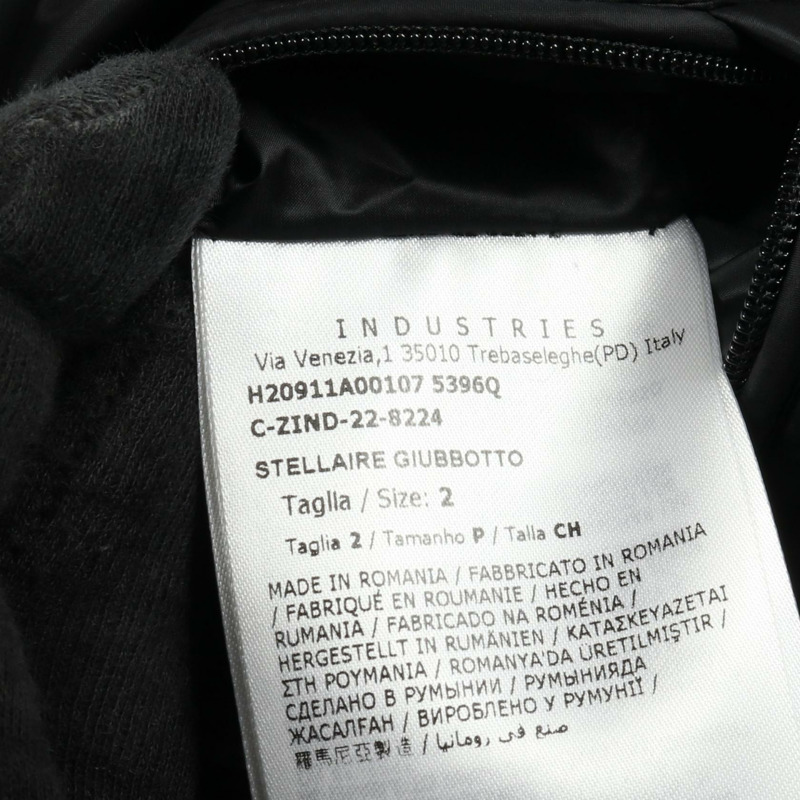 INDUSTRIES
Via Venezia,1 35010 Trebaseleghe(PD) Italy
H20911A00107 5396Q
C-ZIND-22-8224
STELLAIRE GIUBBOTTO
Taglla / Size: 2
Taglia 2 / Tamanho P / Talla CH
MADE IN ROMANIA / FABBRICATO IN ROMANIA
/ FABRIQUÉ EN ROUMANIE / HECHO EN
RUMANIA / FABRICADO NA ROMÉNIA /
HERGESTELLT IN RUMÄNIEN / ΚΑΤΑΣΚΕΥΑΖΕΤΑΙ
ΣΤΗ ΡΟΥΜΑΝΙΑ / ROMANYA'DA ÜRETILMIŞTIR /
СДЕЛАНО В РУМЫНИИ / РУМЫНИЯДА
ЖАСАЛҒАН / ВИРОБЛЕНО У РУМУНІЇ /
羅馬尼亞製造 / صنع في رومانيا